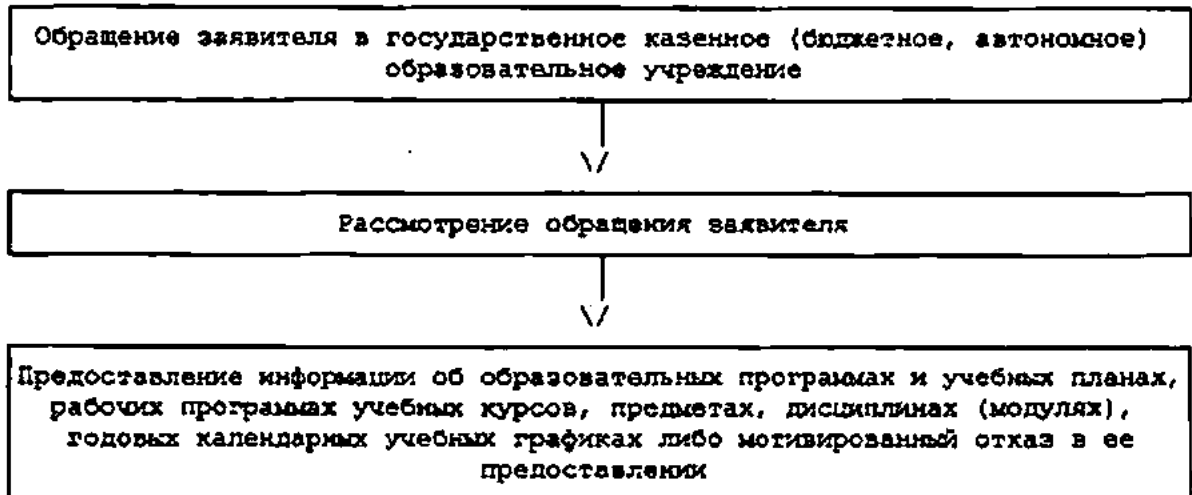 Обращение заявителя в государственное казенное (бюджетное, автономное)
образовательное учреждение
Рассмотрение обращения заявителя
Предоставление информации об образовательных программах и учебных планах,
рабочих программах учебных курсов, предметах, дисциплинах (модулях),
годовых календарных учебных графиках либо мотивированный отказ в ее
предоставлении